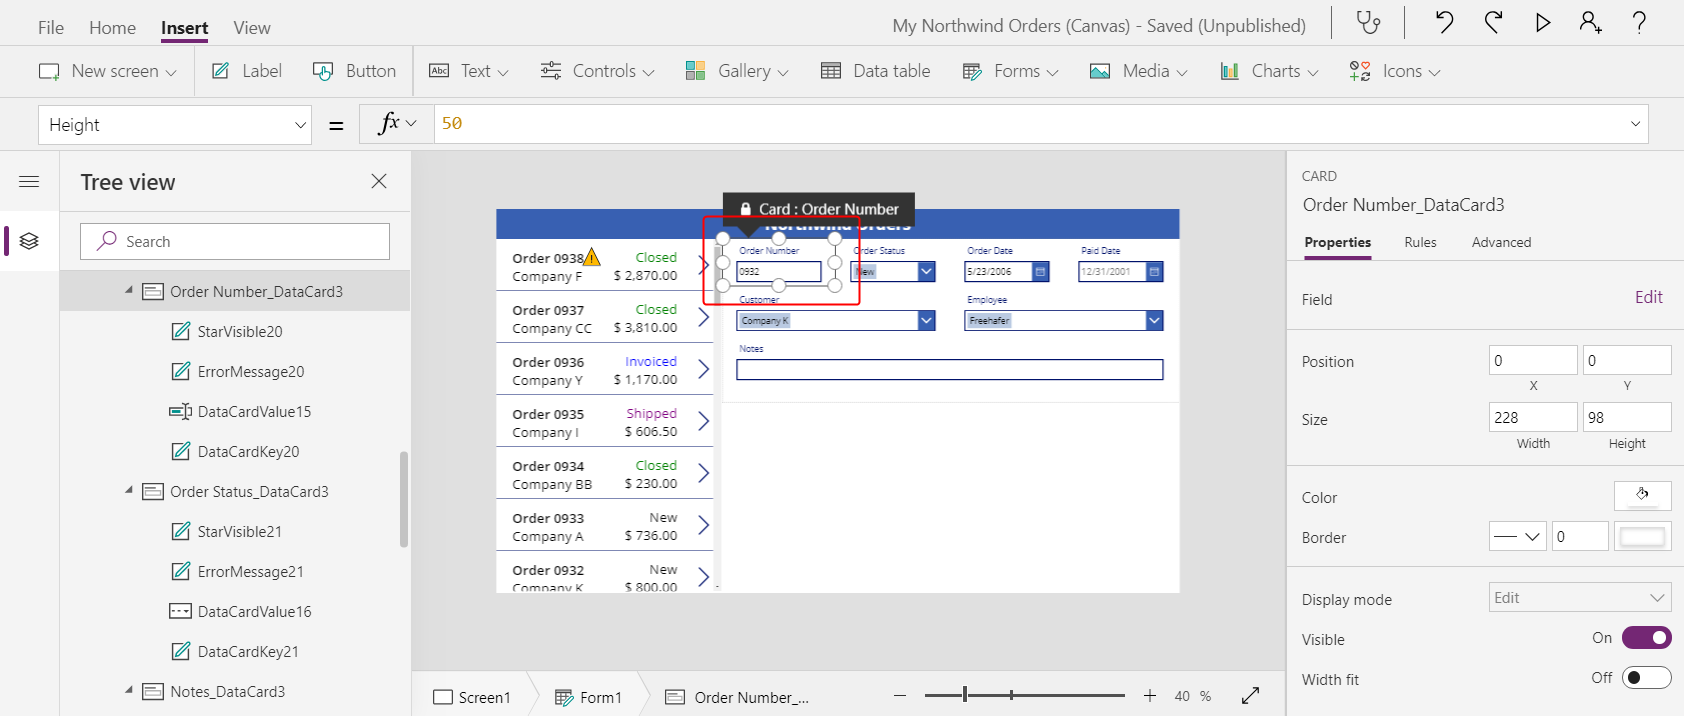 File Home Insert View
My Northwind Orders (Canvas) - Saved (Unpublished)
New screen Label Button Abc Text Controls Gallery Data table Forms Media Charts Icons
Height = fx 50
Tree view
Search
Order Number_DataCard3
StarVisible20
ErrorMessage20
DataCardValue15
DataCardKey20
Order Status_DataCard3
StarVisible21
ErrorMessage21
DataCardValue16
DataCardKey21
Notes_DataCard3
Card : Order Number
Northwind Orders
Order 0938 Closed
Company F $ 2,870.00
Order 0937 Closed
Company CC $ 3,810.00
Order 0936 Invoiced
Company Y $ 1,170.00
Order 0935 Shipped
Company I $ 606.50
Order 0934 Closed
Company BB $ 230.00
Order 0933 New
Company A $ 736.00
Order 0932 New
Company K $ 800.00
Order Number Order Status Order Date Paid Date
0932 New 5/23/2006 12/31/2001
Customer Employee
Company K Freehafer
Notes
Screen1 Form1 Order Number_... 40 %
CARD
Order Number_DataCard3
Properties Rules Advanced
Field Edit
Position 0 0
X Y
Size 228 98
Width Height
Color
Border 0
Display mode Edit
Visible On
Width fit Off